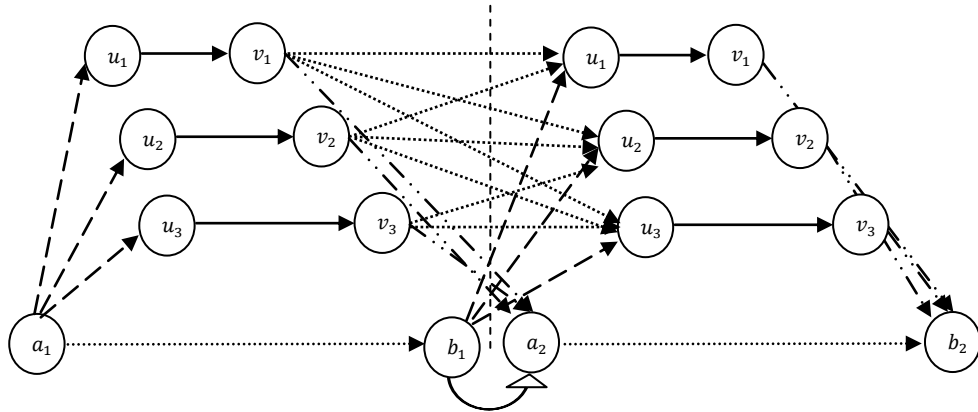 u₁ v₁ u₁ v₁
u₂ v₂ u₂ v₂
u₃ v₃ u₃ v₃
a₁ b₁ a₂ b₂